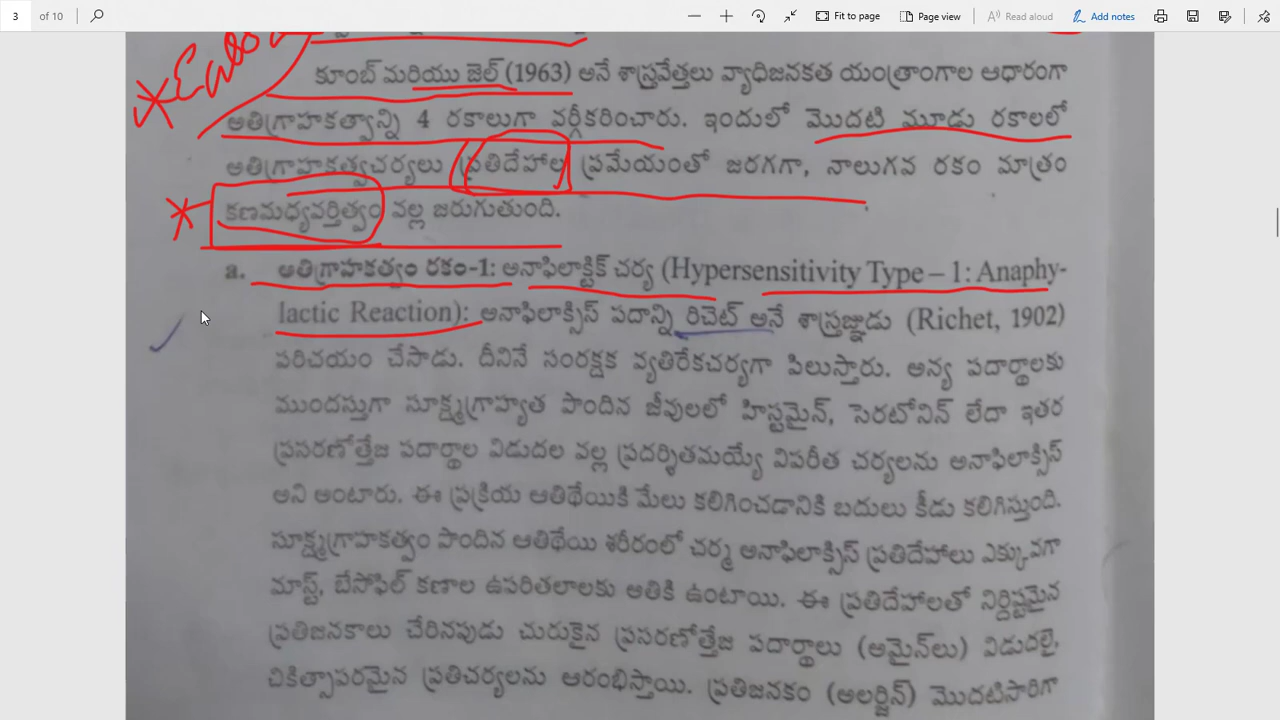 3 of 10 Fit to page Page view Read aloud Add notes
కూంబ్ మరియు జెల్ (1963) అనే శాస్త్రవేత్తలు వ్యాధిజనకత యంత్రాంగాల ఆధారంగా
అతిగ్రాహకత్వాన్ని 4 రకాలుగా వర్గీకరించారు. ఇందులో మొదటి మూడు రకాలలో
అతిగ్రాహకత్వచర్యలు ప్రతిదేహాల ప్రమేయంతో జరగగా, నాలుగవ రకం మాత్రం
కణమధ్యవర్తిత్వం వల్ల జరుగుతుంది.
a. అతిగ్రాహకత్వం రకం-1: అనాఫిలాక్టిక్ చర్య (Hypersensitivity Type – 1: Anaphy-
lactic Reaction): అనాఫిలాక్సిస్ పదాన్ని రిచెట్ అనే శాస్త్రజ్ఞుడు (Richet, 1902)
పరిచయం చేసాడు. దీనినే సంరక్షక వ్యతిరేకచర్యగా పిలుస్తారు. అన్య పదార్థాలకు
ముందస్తుగా సూక్ష్మగ్రాహ్యత పొందిన జీవులలో హిస్టమైన్, సెరటోనిన్ లేదా ఇతర
ప్రసరణోత్తేజ పదార్థాల విడుదల వల్ల ప్రదర్శితమయ్యే విపరీత చర్యలను అనాఫిలాక్సిస్
అని అంటారు. ఈ ప్రక్రియ ఆతిథేయికి మేలు కలిగించడానికి బదులు కీడు కలిగిస్తుంది.
సూక్ష్మగ్రాహకత్వం పొందిన ఆతిథేయి శరీరంలో చర్మ అనాఫిలాక్సిస్ ప్రతిదేహాలు ఎక్కువగా
మాస్ట్, బేసోఫిల్ కణాల ఉపరితలాలకు అతికి ఉంటాయి. ఈ ప్రతిదేహాలతో నిర్దిష్టమైన
ప్రతిజనకాలు చేరినపుడు చురుకైన ప్రసరణోత్తేజ పదార్థాలు (అమైన్‌లు) విడుదలై,
చికిత్సాపరమైన ప్రతిచర్యలను ఆరంభిస్తాయి. ప్రతిజనకం (అలర్జిన్) మొదటిసారిగా